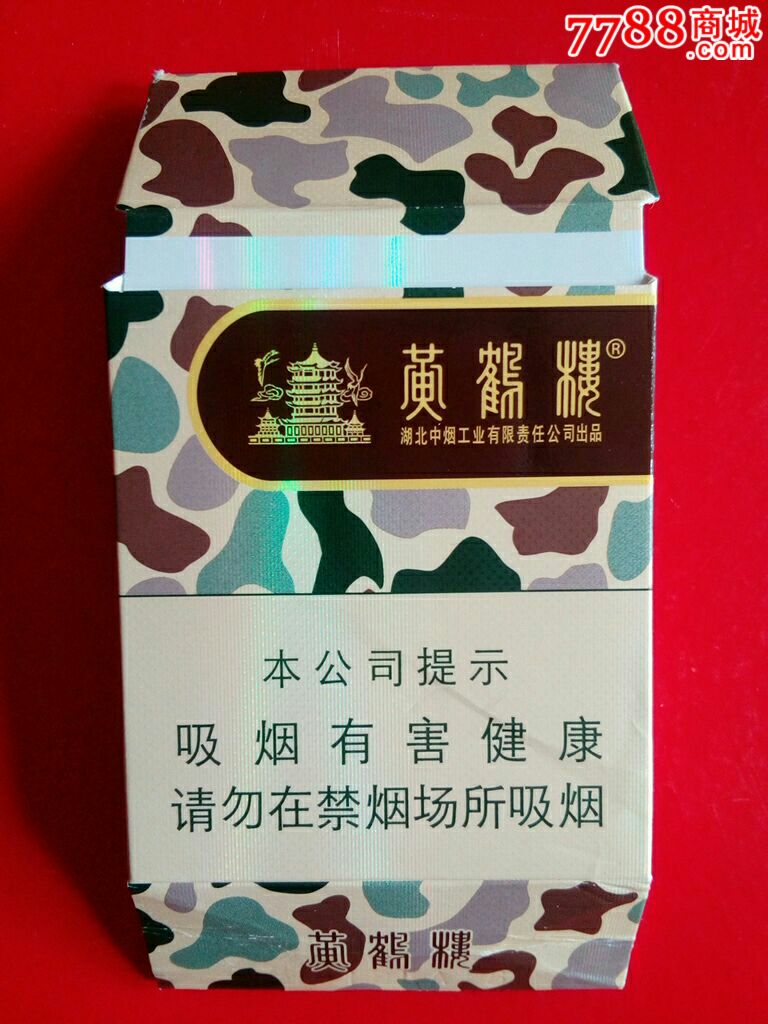 7788商城
.com
黄鹤楼®
湖北中烟工业有限责任公司出品
本公司提示
吸烟有害健康
请勿在禁烟场所吸烟
黄鹤楼